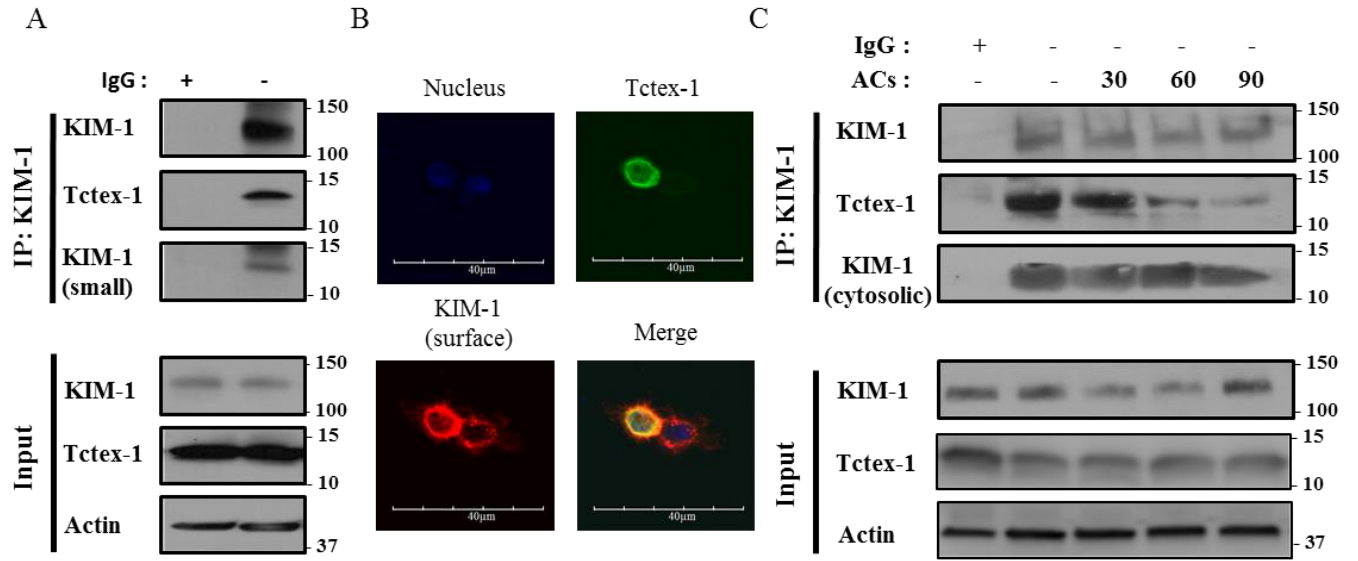 A
IgG : + -
IP: KIM-1
KIM-1
150
100
Tctex-1
15
10
KIM-1
(small)
15
10
Input
KIM-1
150
100
Tctex-1
15
10
Actin
37
B
Nucleus
Tctex-1
40µm
40µm
KIM-1
(surface)
Merge
40µm
40µm
C
IgG : + - - - -
ACs : - - 30 60 90
IP: KIM-1
KIM-1
150
100
Tctex-1
15
10
KIM-1
(cytosolic)
15
10
Input
KIM-1
150
100
Tctex-1
15
10
Actin
37